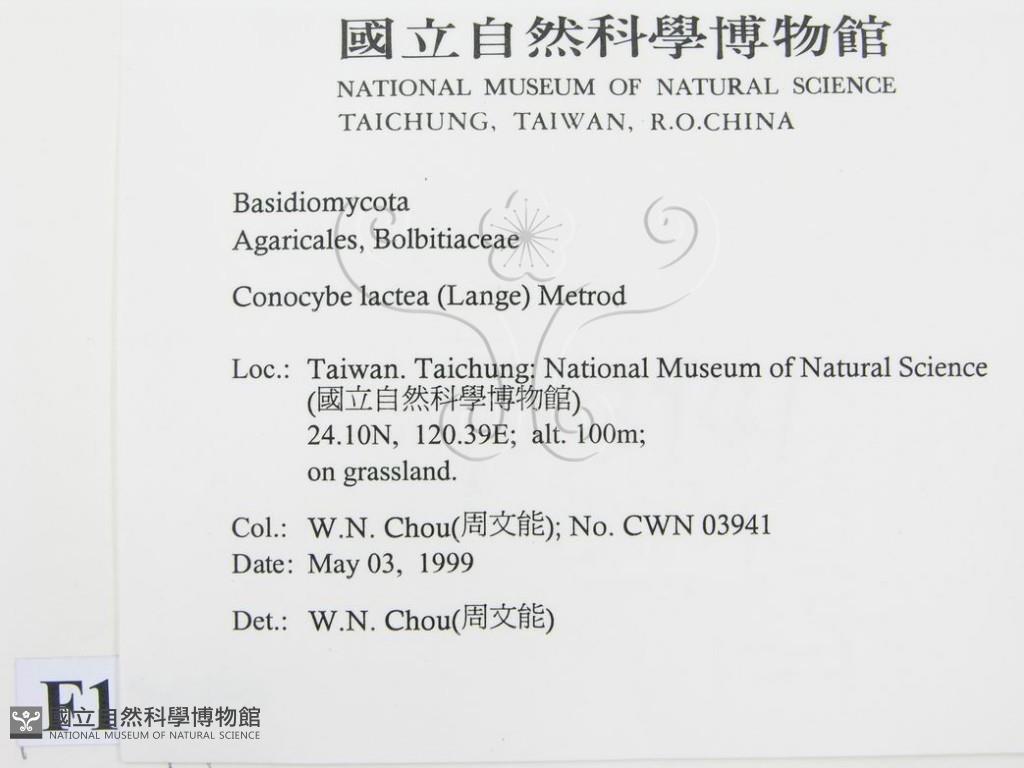 國立自然科學博物館
NATIONAL MUSEUM OF NATURAL SCIENCE
TAICHUNG, TAIWAN, R.O.CHINA
Basidiomycota
Agaricales, Bolbitiaceae
Conocybe lactea (Lange) Metrod
Loc.: Taiwan. Taichung: National Museum of Natural Science
(國立自然科學博物館)
24.10N, 120.39E; alt. 100m;
on grassland.
Col.: W.N. Chou(周文能); No. CWN 03941
Date: May 03, 1999
Det.: W.N. Chou(周文能)
F1
國立自然科學博物館
NATIONAL MUSEUM OF NATURAL SCIENCE